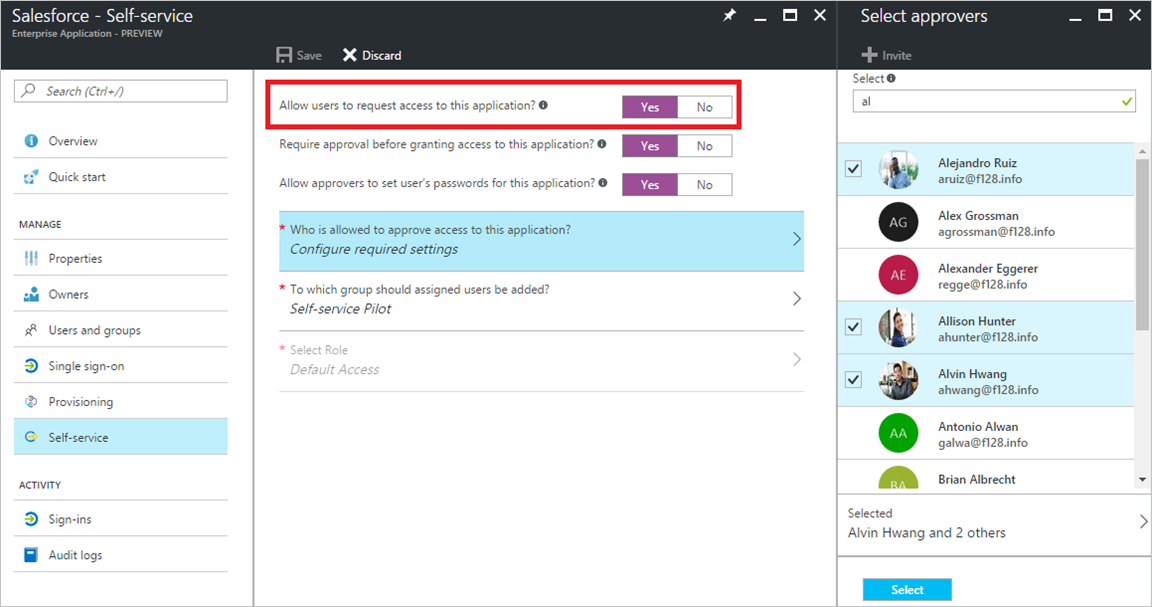 Salesforce - Self-service
Enterprise Application - PREVIEW
Save
Discard
Search (Ctrl+/)
Overview
Quick start
MANAGE
Properties
Owners
Users and groups
Single sign-on
Provisioning
Self-service
ACTIVITY
Sign-ins
Audit logs
Allow users to request access to this application? Yes No
Require approval before granting access to this application? Yes No
Allow approvers to set user's passwords for this application? Yes No
* Who is allowed to approve access to this application?
Configure required settings
* To which group should assigned users be added?
Self-service Pilot
* Select Role
Default Access
Select approvers
Invite
Select
al
Alejandro Ruiz
aruiz@f128.info
AG
Alex Grossman
agrossman@f128.info
AE
Alexander Eggerer
regge@f128.info
Allison Hunter
ahunter@f128.info
Alvin Hwang
ahwang@f128.info
AA
Antonio Alwan
galwa@f128.info
BA
Brian Albrecht
Selected
Alvin Hwang and 2 others
Select